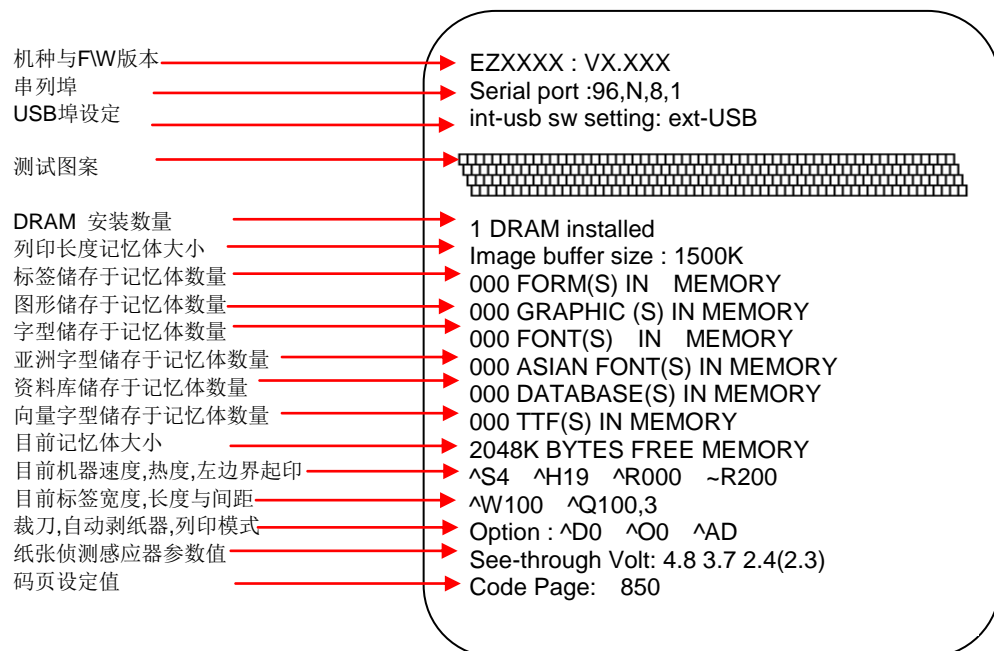 机种与F\W版本
EZXXXX : VX.XXX
串列埠
Serial port :96,N,8,1
USB埠设定
int-usb sw setting: ext-USB
测试图案
DRAM 安装数量
1 DRAM installed
列印长度记忆体大小
Image buffer size : 1500K
标签储存于记忆体数量
000 FORM(S) IN MEMORY
图形储存于记忆体数量
000 GRAPHIC (S) IN MEMORY
字型储存于记忆体数量
000 FONT(S) IN MEMORY
亚洲字型储存于记忆体数量
000 ASIAN FONT(S) IN MEMORY
资料库储存于记忆体数量
000 DATABASE(S) IN MEMORY
向量字型储存于记忆体数量
000 TTF(S) IN MEMORY
目前记忆体大小
2048K BYTES FREE MEMORY
目前机器速度,热度,左边界起印
^S4 ^H19 ^R000 ~R200
目前标签宽度,长度与间距
^W100 ^Q100,3
裁刀,自动剥纸器,列印模式
Option : ^D0 ^O0 ^AD
纸张侦测感应器参数值
See-through Volt: 4.8 3.7 2.4(2.3)
码页设定值
Code Page: 850